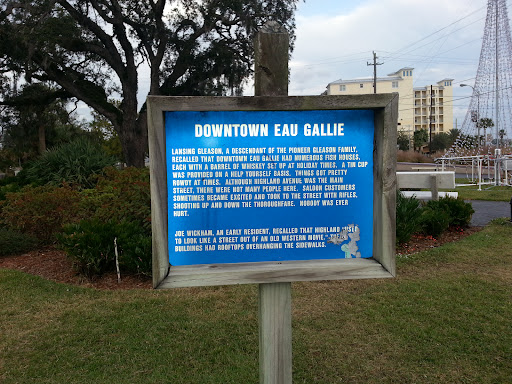 DOWNTOWN EAU GALLIE
LANSING GLEASON, A DESCENDANT OF THE PIONEER GLEASON FAMILY,
RECALLED THAT DOWNTOWN EAU GALLIE HAD NUMEROUS FISH HOUSES,
EACH WITH A BARREL OF WHISKEY SET UP AT HOLIDAY TIMES. A TIN CUP
WAS PROVIDED ON A HELP YOURSELF BASIS. THINGS GOT PRETTY
ROWDY AT TIMES. ALTHOUGH HIGHLAND AVENUE WAS THE MAIN
STREET, THERE WERE NOT MANY PEOPLE HERE. SALOON CUSTOMERS
SOMETIMES BECAME EXCITED AND TOOK TO THE STREET WITH RIFLES,
SHOOTING UP AND DOWN THE THOROUGHFARE. NOBODY WAS EVER
HURT.
JOE WICKHAM, AN EARLY RESIDENT, RECALLED THAT HIGHLAND "USED
TO LOOK LIKE A STREET OUT OF AN OLD WESTERN MOVIE."
BUILDINGS HAD ROOFTOPS OVERHANGING THE SIDEWALKS.